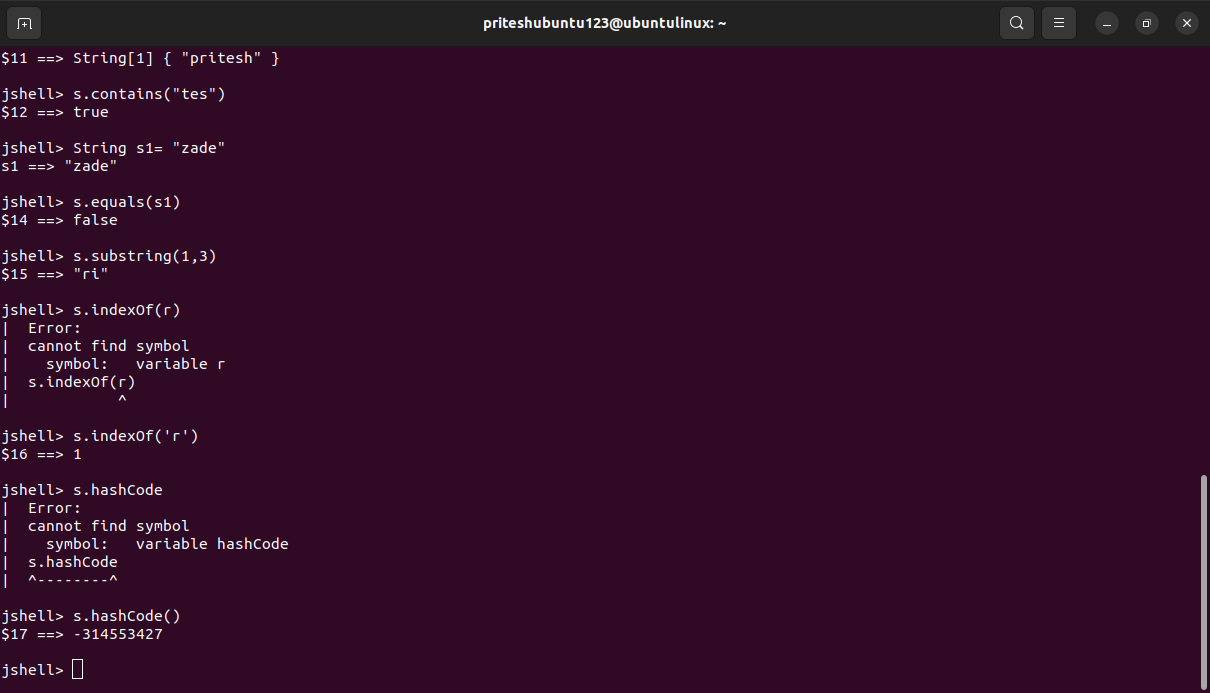 priteshubuntu123@ubuntulinux: ~
$11 ==> String[1] { "pritesh" }
jshell> s.contains("tes")
$12 ==> true
jshell> String s1= "zade"
s1 ==> "zade"
jshell> s.equals(s1)
$14 ==> false
jshell> s.substring(1,3)
$15 ==> "ri"
jshell> s.indexOf(r)
|  Error:
|  cannot find symbol
|    symbol:   variable r
|  s.indexOf(r)
|            ^
jshell> s.indexOf('r')
$16 ==> 1
jshell> s.hashCode
|  Error:
|  cannot find symbol
|    symbol:   variable hashCode
|  s.hashCode
|  ^--------^
jshell> s.hashCode()
$17 ==> -314553427
jshell>